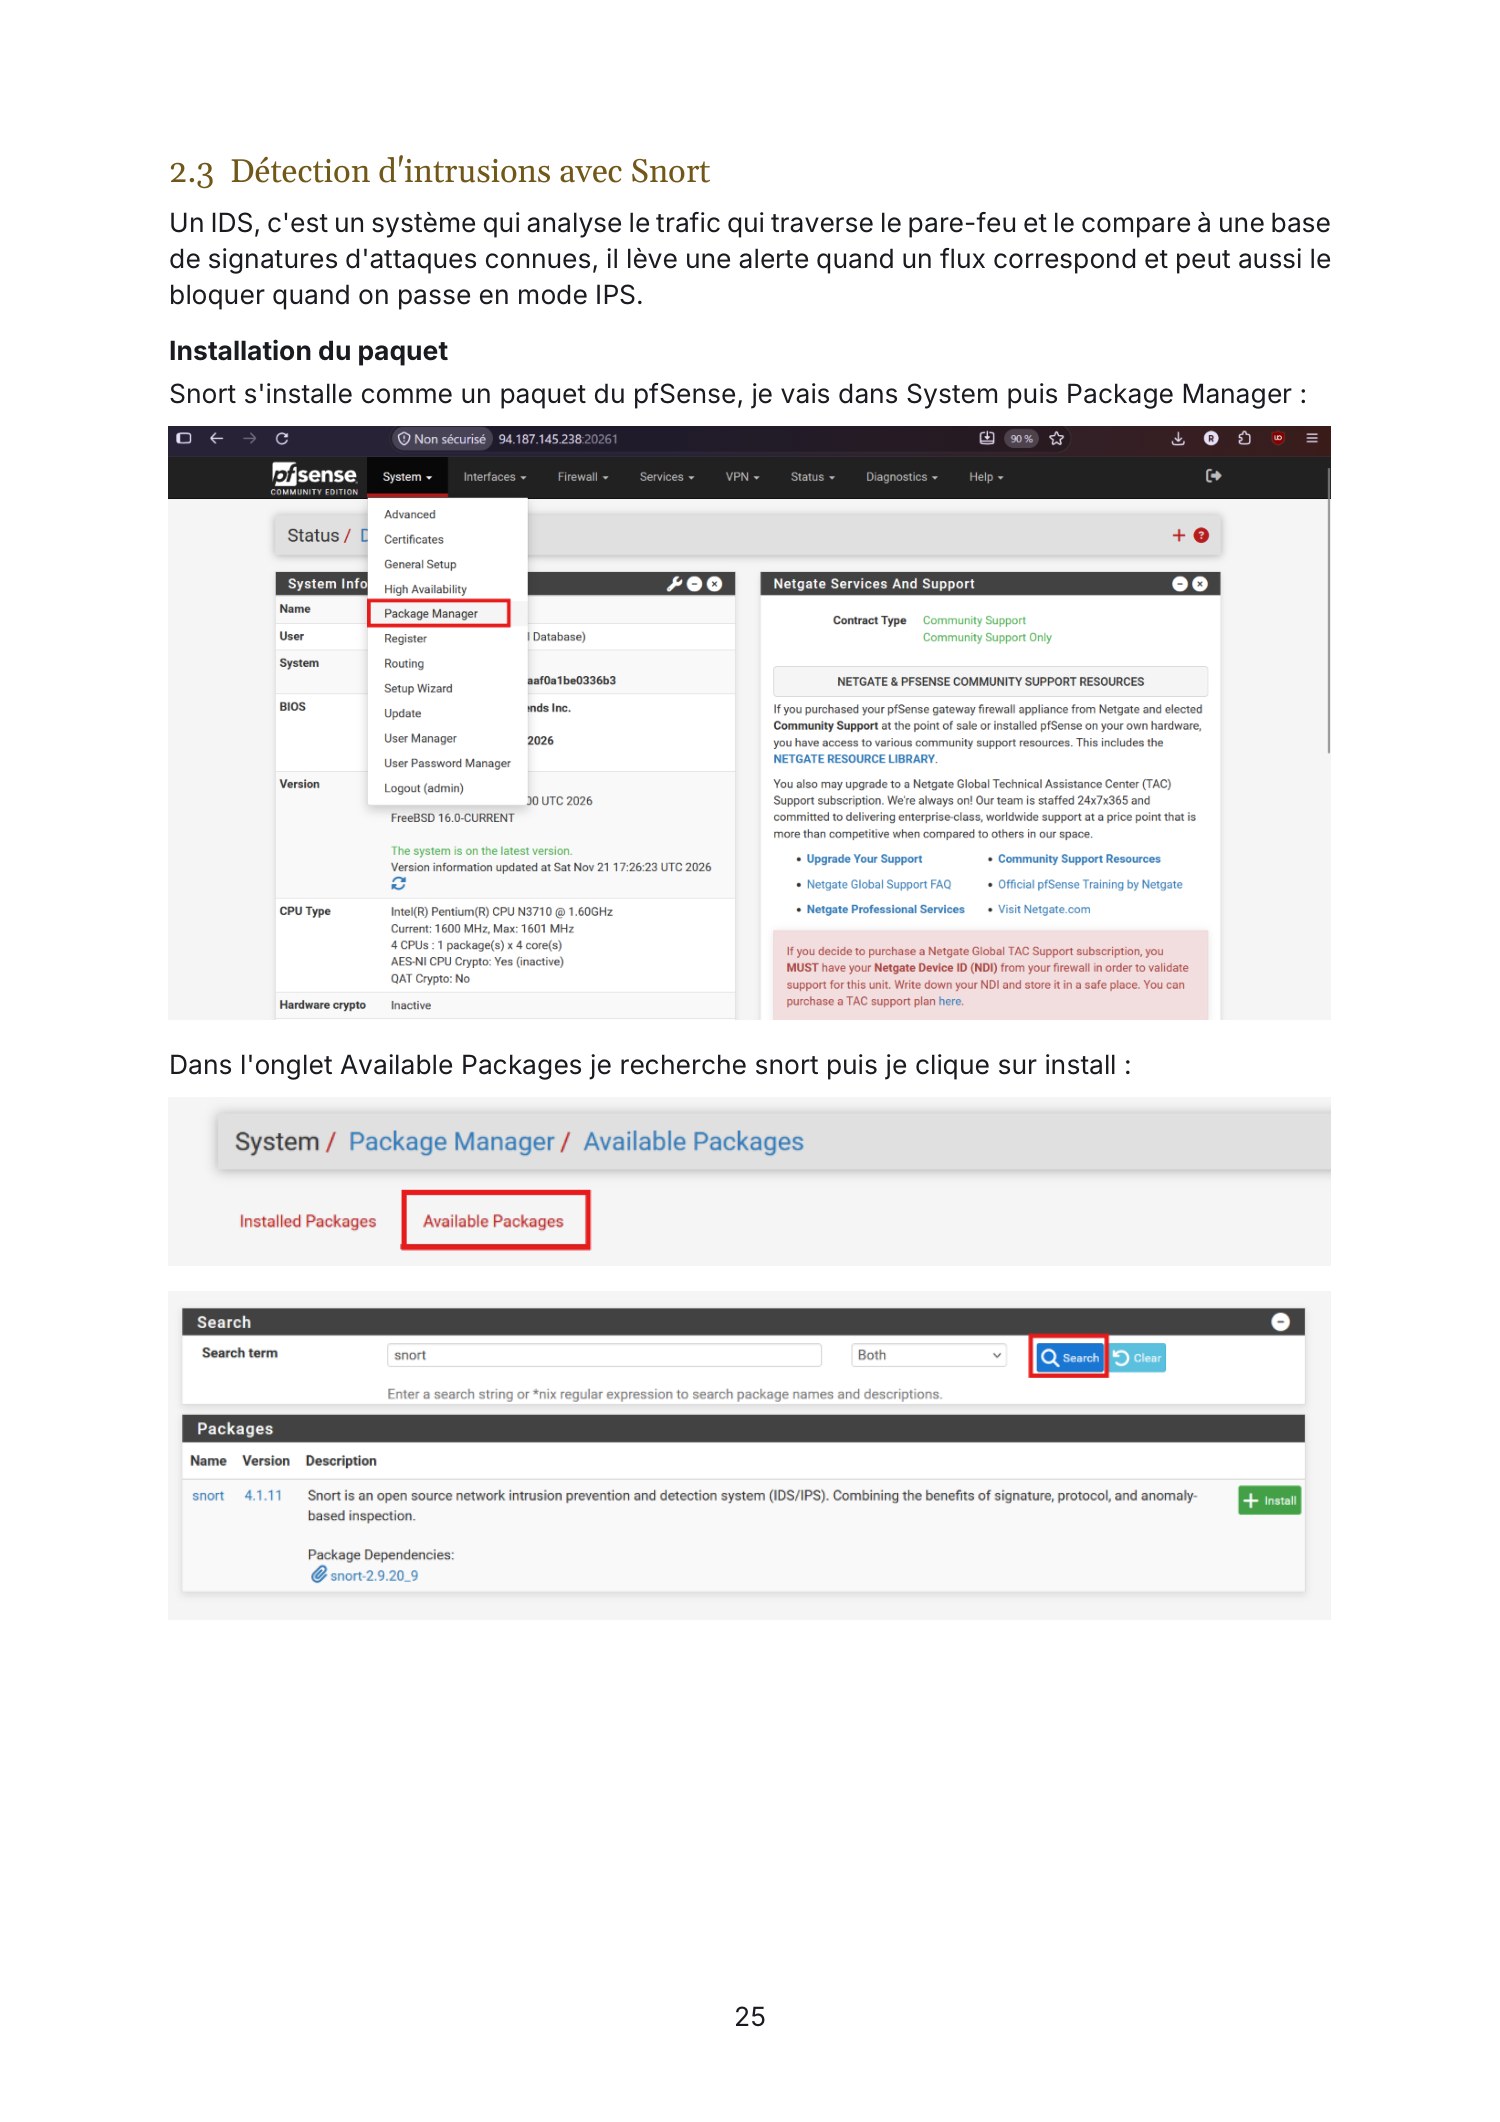 2.3 Détection d'intrusions avec Snort
Un IDS, c'est un système qui analyse le trafic qui traverse le pare-feu et le compare à une base
de signatures d'attaques connues, il lève une alerte quand un flux correspond et peut aussi le
bloquer quand on passe en mode IPS.
Installation du paquet
Snort s'installe comme un paquet du pfSense, je vais dans System puis Package Manager :
Non sécurisé 94.187.145.238:20261 90 %
pfsense System Interfaces Firewall Services VPN Status Diagnostics Help
COMMUNITY EDITION
Advanced
Certificates
General Setup
High Availability
Package Manager
Register
Routing
Setup Wizard
Update
User Manager
User Password Manager
Logout (admin)
Status / D
System Info
Name
User l Database)
System
aaf0a1be0336b3
BIOS ends Inc.
2026
Version
00 UTC 2026
FreeBSD 16.0-CURRENT
The system is on the latest version.
Version information updated at Sat Nov 21 17:26:23 UTC 2026
CPU Type Intel(R) Pentium(R) CPU N3710 @ 1.60GHz
Current: 1600 MHz, Max: 1601 MHz
4 CPUs : 1 package(s) x 4 core(s)
AES-NI CPU Crypto: Yes (inactive)
QAT Crypto: No
Hardware crypto Inactive
Netgate Services And Support
Contract Type Community Support
Community Support Only
NETGATE & PFSENSE COMMUNITY SUPPORT RESOURCES
If you purchased your pfSense gateway firewall appliance from Netgate and elected
Community Support at the point of sale or installed pfSense on your own hardware,
you have access to various community support resources. This includes the
NETGATE RESOURCE LIBRARY.
You also may upgrade to a Netgate Global Technical Assistance Center (TAC)
Support subscription. We're always on! Our team is staffed 24x7x365 and
committed to delivering enterprise-class, worldwide support at a price point that is
more than competitive when compared to others in our space.
• Upgrade Your Support • Community Support Resources
• Netgate Global Support FAQ • Official pfSense Training by Netgate
• Netgate Professional Services • Visit Netgate.com
If you decide to purchase a Netgate Global TAC Support subscription, you
MUST have your Netgate Device ID (NDI) from your firewall in order to validate
support for this unit. Write down your NDI and store it in a safe place. You can
purchase a TAC support plan here.
Dans l'onglet Available Packages je recherche snort puis je clique sur install :
System / Package Manager / Available Packages
Installed Packages Available Packages
Search
Search term snort Both Search Clear
Enter a search string or *nix regular expression to search package names and descriptions.
Packages
Name Version Description
snort 4.1.11 Snort is an open source network intrusion prevention and detection system (IDS/IPS). Combining the benefits of signature, protocol, and anomaly-
based inspection.
Install
Package Dependencies:
snort-2.9.20_9
25